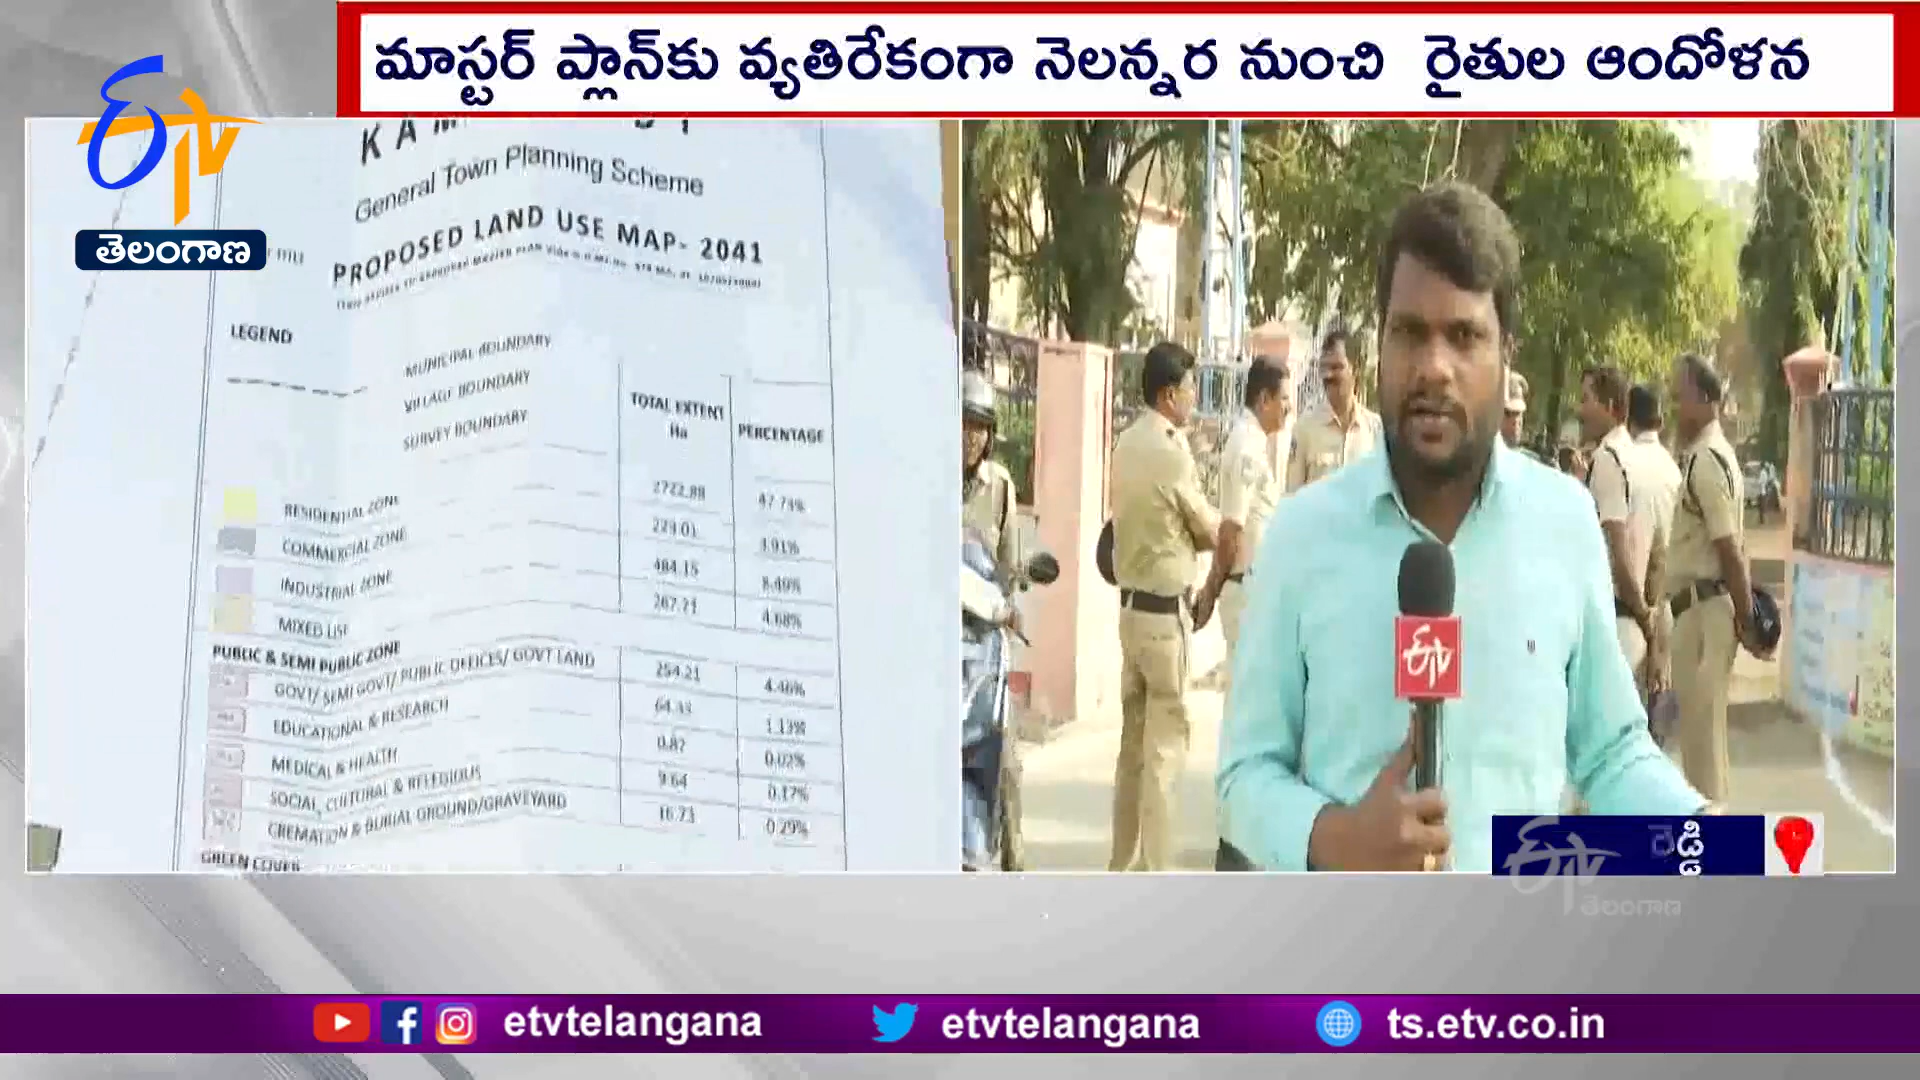 మాస్టర్ ప్లాన్‌కు వ్యతిరేకంగా నెలన్నర నుంచి రైతుల ఆందోళన
ETV
తెలంగాణ
General Town Planning Scheme
PROPOSED LAND USE MAP- 2041
LEGEND
MUNICIPAL BOUNDARY
VILLAGE BOUNDARY
SURVEY BOUNDARY
TOTAL EXTENT Ha PERCENTAGE
RESIDENTIAL ZONE 2722.88 47.74%
COMMERCIAL ZONE 223.01 3.91%
INDUSTRIAL ZONE 484.15 8.49%
MIXED USE 267.21 4.68%
PUBLIC & SEMI PUBLIC ZONE
GOVT/ SEMI GOVT/ PUBLIC OFFICES/ GOVT LAND 254.21 4.46%
EDUCATIONAL & RESEARCH 64.33 1.13%
MEDICAL & HEALTH 0.82 0.02%
SOCIAL, CULTURAL & RELEGIOUS 9.64 0.17%
CREMATION & BURIAL GROUND/GRAVEYARD 16.73 0.29%
GREEN COVER
ETV
ETV
తెలంగాణ
etvtelangana
etvtelangana
ts.etv.co.in